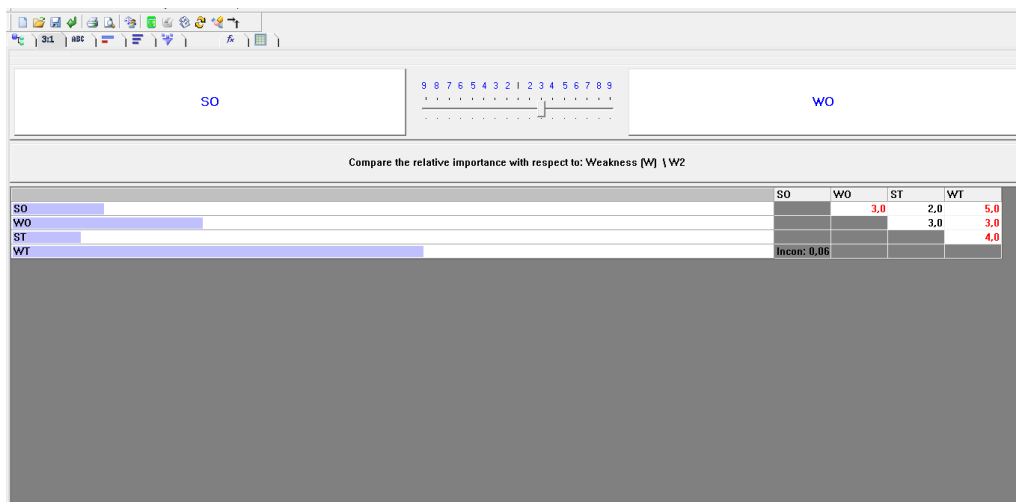 3:1 ABC fx
9 8 7 6 5 4 3 2 1 2 3 4 5 6 7 8 9
SO WO
Compare the relative importance with respect to: Weakness (W) \ W2
SO WO ST WT
SO 3,0 2,0 5,0
WO 3,0 3,0
ST 4,0
WT Incon: 0,06